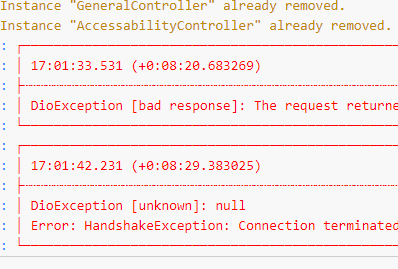 Instance "GeneralController" already removed.
Instance "AccessabilityController" already removed.
17:01:33.531 (+0:08:20.683269)
DioException [bad response]: The request returne
17:01:42.231 (+0:08:29.383025)
DioException [unknown]: null
Error: HandshakeException: Connection terminated